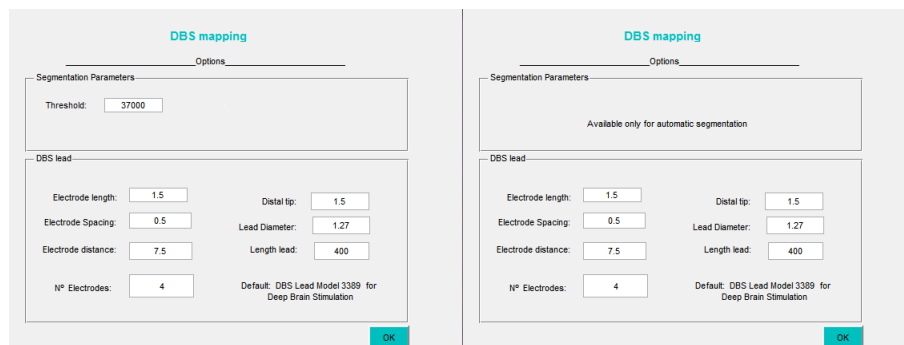 DBS mapping
Options
Segmentation Parameters
Threshold: 37000
DBS lead
Electrode length: 1.5
Distal tip: 1.5
Electrode Spacing: 0.5
Lead Diameter: 1.27
Electrode distance: 7.5
Length lead: 400
Nº Electrodes: 4
Default: DBS Lead Model 3389 for
Deep Brain Stimulation
OK
DBS mapping
Options
Segmentation Parameters
Available only for automatic segmentation
DBS lead
Electrode length: 1.5
Distal tip: 1.5
Electrode Spacing: 0.5
Lead Diameter: 1.27
Electrode distance: 7.5
Length lead: 400
Nº Electrodes: 4
Default: DBS Lead Model 3389 for
Deep Brain Stimulation
OK